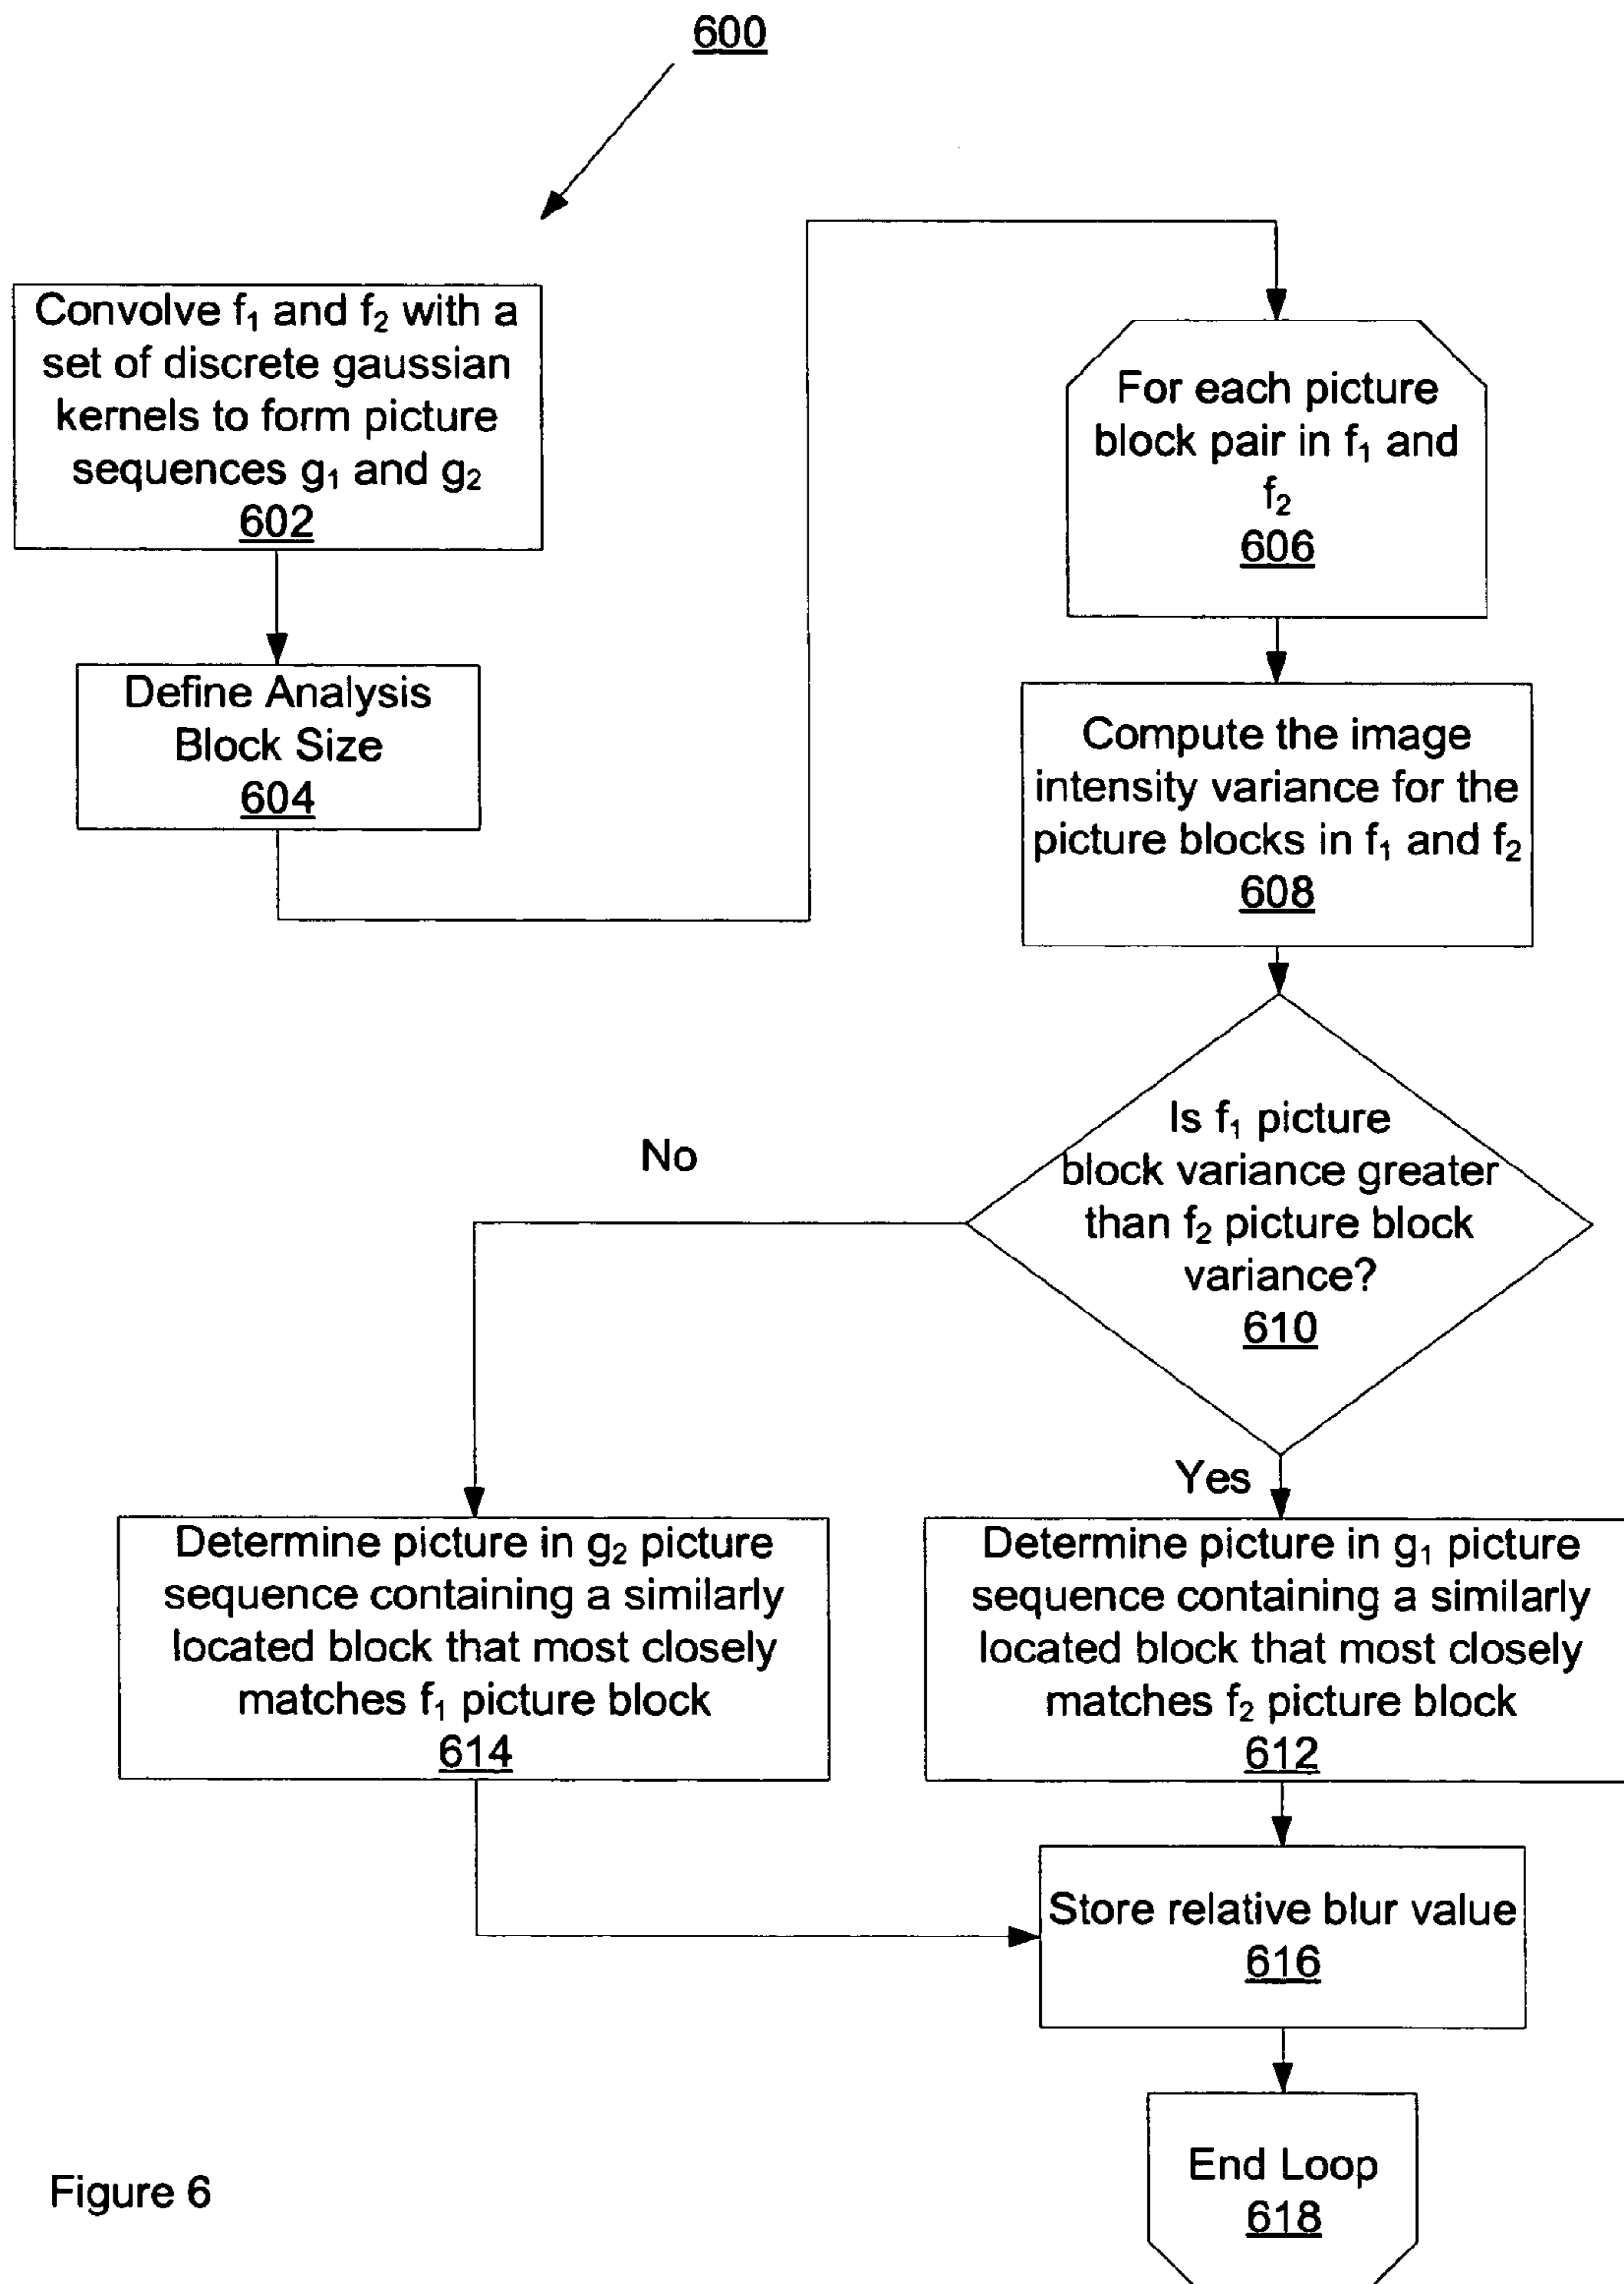 600
Convolve f₁ and f₂ with a
set of discrete gaussian
kernels to form picture
sequences g₁ and g₂
602
Define Analysis
Block Size
604
For each picture
block pair in f₁ and
f₂
606
Compute the image
intensity variance for the
picture blocks in f₁ and f₂
608
Is f₁ picture
block variance greater
than f₂ picture block
variance?
610
No
Yes
Determine picture in g₂ picture
sequence containing a similarly
located block that most closely
matches f₁ picture block
614
Determine picture in g₁ picture
sequence containing a similarly
located block that most closely
matches f₂ picture block
612
Store relative blur value
616
End Loop
618
Figure 6